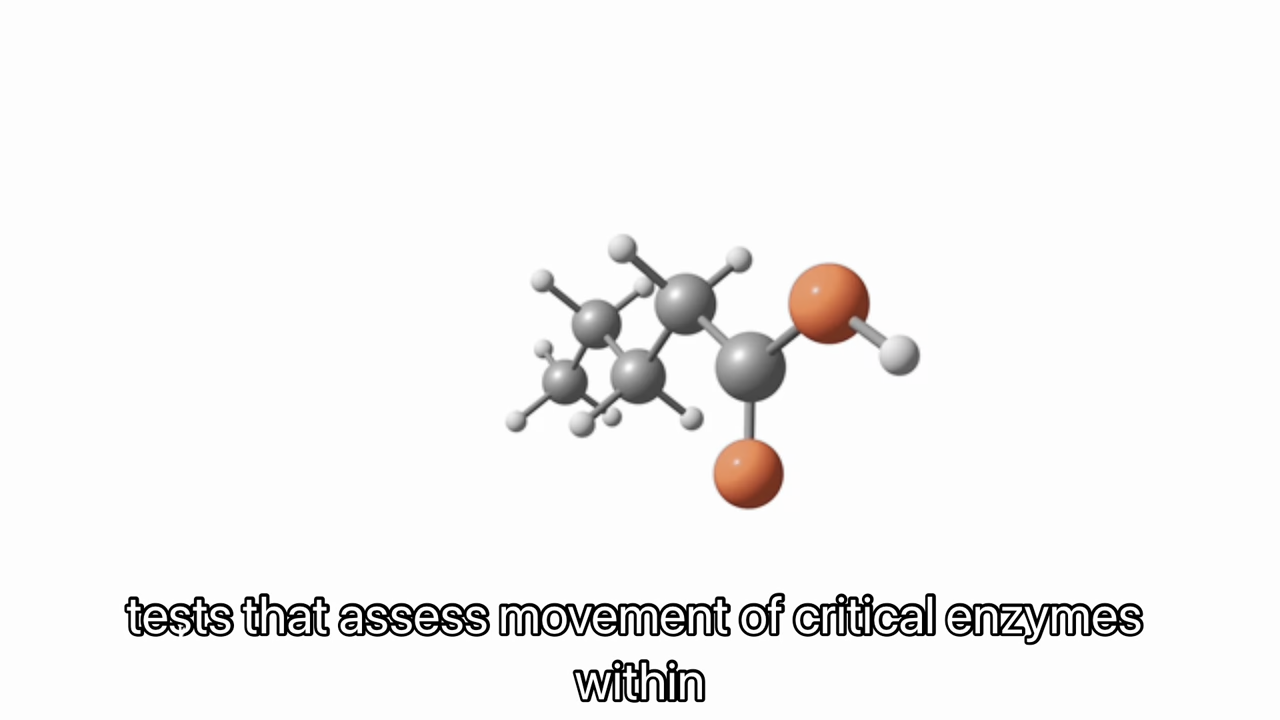 tests that assess movement of critical enzymes
within